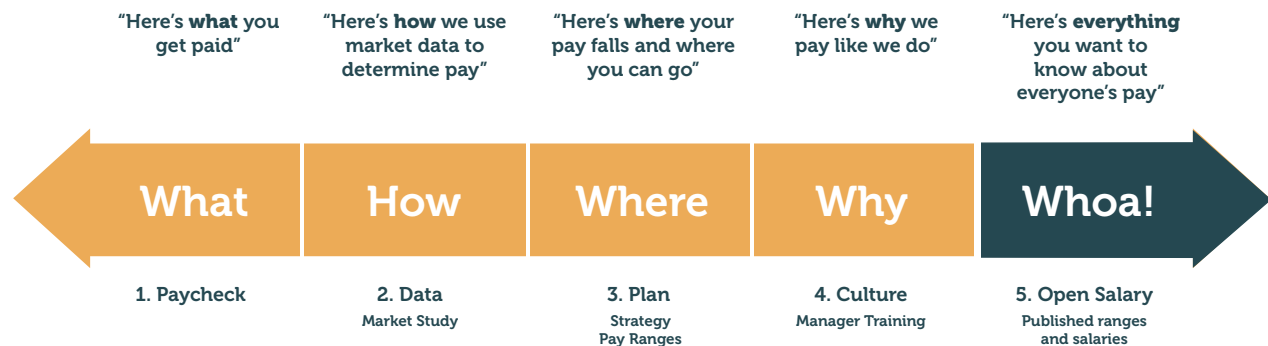 “Here’s what you
get paid”
“Here’s how we use
market data to
determine pay”
“Here’s where your
pay falls and where
you can go”
“Here’s why we
pay like we do”
“Here’s everything
you want to
know about
everyone’s pay”
What
How
Where
Why
Whoa!
1. Paycheck
2. Data
Market Study
3. Plan
Strategy
Pay Ranges
4. Culture
Manager Training
5. Open Salary
Published ranges
and salaries